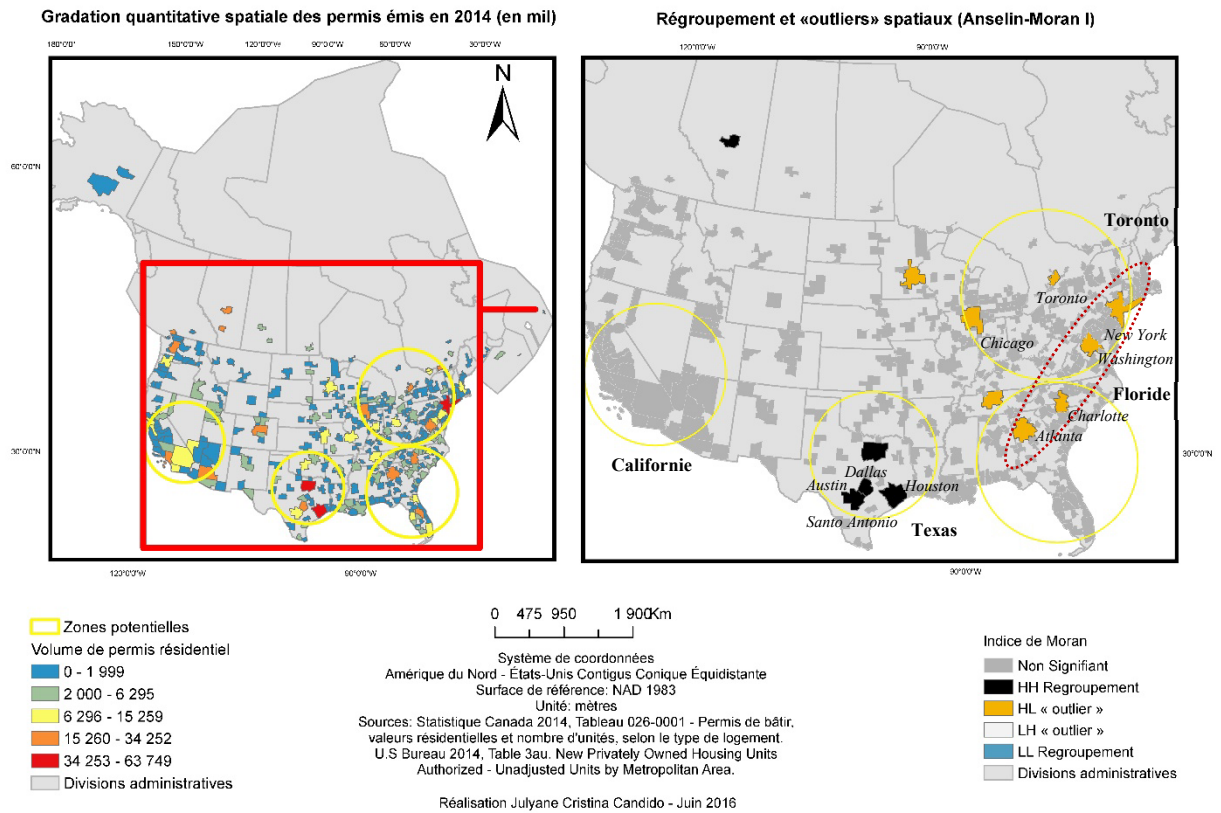 Gradation quantitative spatiale des permis émis en 2014 (en mil)
180°0'0" 150°0'0"W 120°0'0"W 90°0'0"W 60°0'0"W 30°0'0"W
N
60°0'0"N
30°0'0"N
120°0'0"W 90°0'0"W
Régroupement et «outliers» spatiaux (Anselin-Moran I)
120°0'0"W 90°0'0"W
Toronto
Toronto
Chicago
New York
Washington
Floride
Charlotte
Atlanta
30°0'0"N
Californie
Dallas
Austin
Houston
Santo Antonio
Texas
90°0'0"W
Zones potentielles
Volume de permis résidentiel
0 - 1 999
2 000 - 6 295
6 296 - 15 259
15 260 - 34 252
34 253 - 63 749
Divisions administratives
0 475 950 1 900 Km
Système de coordonnées
Amérique du Nord - États-Unis Contigus Conique Équidistante
Surface de référence: NAD 1983
Unité: mètres
Sources: Statistique Canada 2014, Tableau 026-0001 - Permis de bâtir,
valeurs résidentielles et nombre d'unités, selon le type de logement.
U.S Bureau 2014, Table 3au. New Privately Owned Housing Units
Authorized - Unadjusted Units by Metropolitan Area.
Réalisation Julyane Cristina Candido - Juin 2016
Indice de Moran
Non Signifiant
HH Regroupement
HL « outlier »
LH « outlier »
LL Regroupement
Divisions administratives